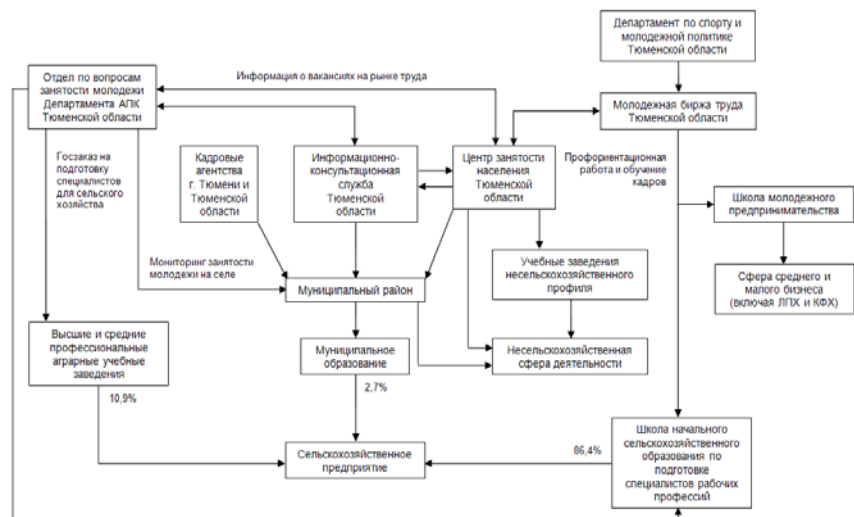 Департамент по спорту и
молодежной политике
Тюменской области
Отдел по вопросам
занятости молодежи
Департамента АПК
Тюменской области
Информация о вакансиях на рынке труда
Молодежная биржа труда
Тюменской области
Госзаказ на
подготовку
специалистов
для сельского
хозяйства
Кадровые
агентства
г. Тюмени и
Тюменской
области
Информационно-
консультационная
служба
Тюменской
области
Центр занятости
населения
Тюменской
области
Профориентационная
работа и обучение
кадров
Школа молодежного
предпринимательства
Мониторинг занятости
молодежи на селе
Учебные заведения
несельскохозяйственного
профиля
Сфера среднего и
малого бизнеса
(включая ЛПХ и КФХ)
Муниципальный район
Высшие и средние
профессиональные
аграрные учебные
заведения
Муниципальное
образование
Несельскохозяйственная
сфера деятельности
10,9%
2,7%
Сельскохозяйственное
предприятие
86,4%
Школа начального
сельскохозяйственного
образования по
подготовке
специалистов рабочих
профессий